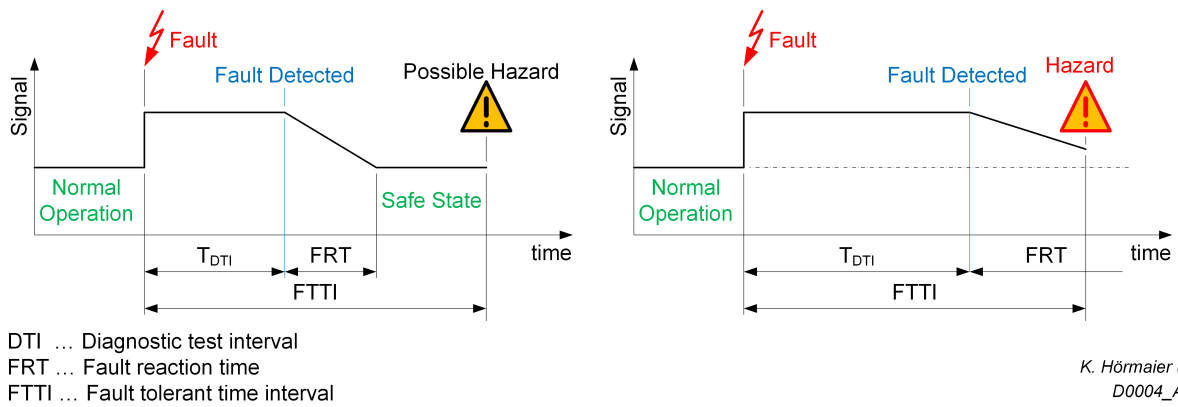 Fault
Fault Detected
Possible Hazard
Signal
Normal
Operation
Safe State
time
TDTI
FRT
FTTI
Fault
Fault Detected
Hazard
Signal
Normal
Operation
time
TDTI
FRT
FTTI
DTI … Diagnostic test interval
FRT … Fault reaction time
FTTI … Fault tolerant time interval
K. Hörmaier
D0004_A